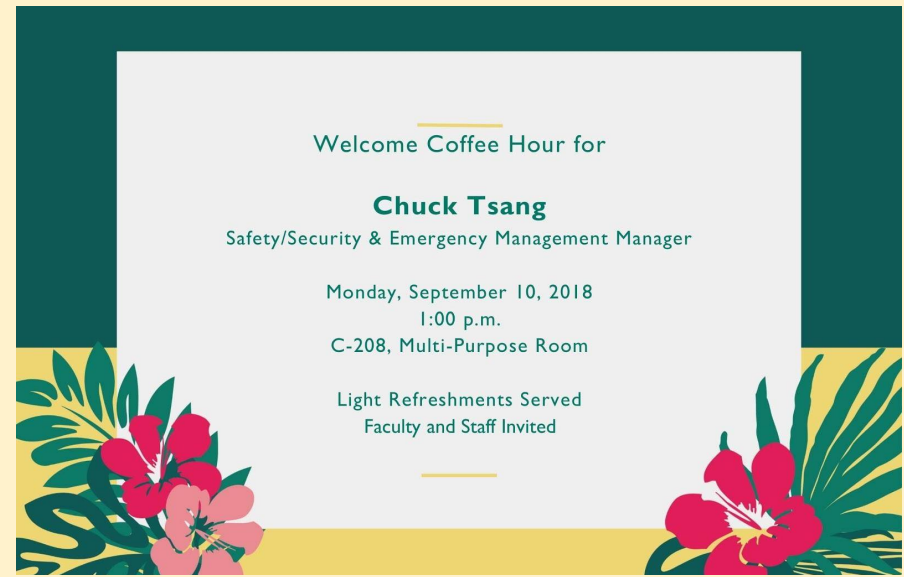 Welcome Coffee Hour for
Chuck Tsang
Safety/Security & Emergency Management Manager
Monday, September 10, 2018
1:00 p.m.
C-208, Multi-Purpose Room
Light Refreshments Served
Faculty and Staff Invited